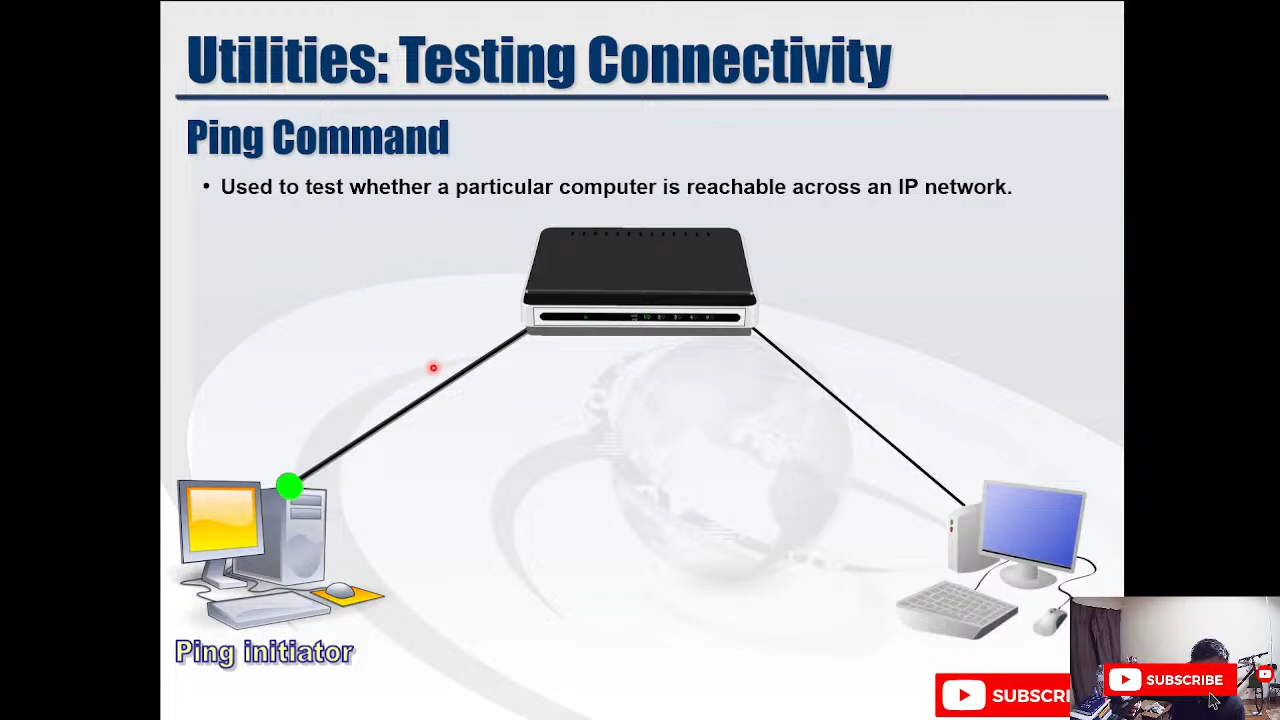 Utilities: Testing Connectivity
Ping Command
• Used to test whether a particular computer is reachable across an IP network.
Ping initiator
SUBSCRIBE
SUBSCRI